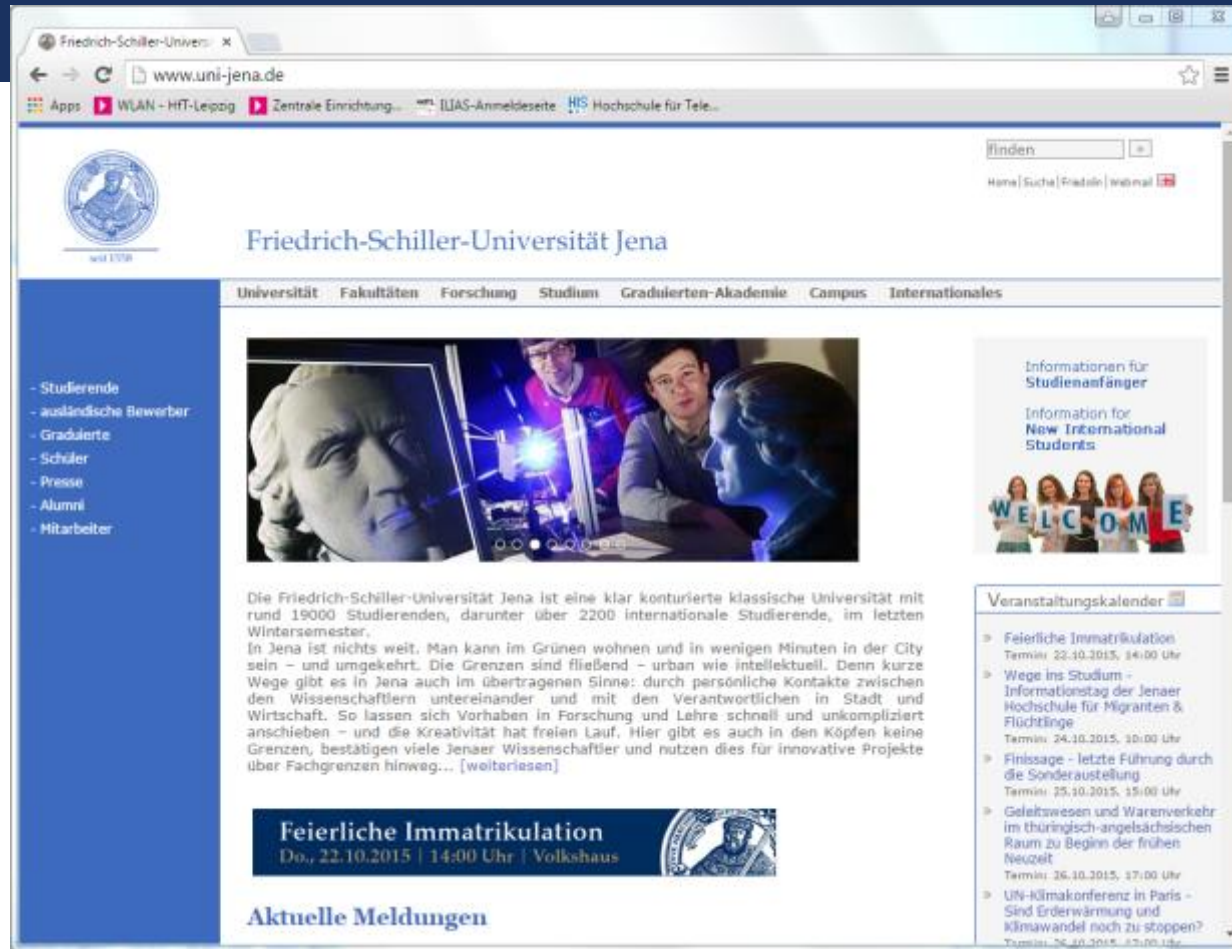 Friedrich-Schiller-Univers
www.uni-jena.de
Apps WLAN - HfT-Leipzig Zentrale Einrichtung... ILIAS-Anmeldeseite HIS Hochschule für Tele...
finden
Home|Suche|Friedolin|Webmail
seit 1558
Friedrich-Schiller-Universität Jena
Universität Fakultäten Forschung Studium Graduierten-Akademie Campus Internationales
- Studierende
- ausländische Bewerber
- Graduierte
- Schüler
- Presse
- Alumni
- Mitarbeiter
Informationen für
Studienanfänger
Information for
New International
Students
WELCOME
Die Friedrich-Schiller-Universität Jena ist eine klar konturierte klassische Universität mit
rund 19000 Studierenden, darunter über 2200 internationale Studierende, im letzten
Wintersemester.
In Jena ist nichts weit. Man kann im Grünen wohnen und in wenigen Minuten in der City
sein – und umgekehrt. Die Grenzen sind fließend – urban wie intellektuell. Denn kurze
Wege gibt es in Jena auch im übertragenen Sinne: durch persönliche Kontakte zwischen
den Wissenschaftlern untereinander und mit den Verantwortlichen in Stadt und
Wirtschaft. So lassen sich Vorhaben in Forschung und Lehre schnell und unkompliziert
anschieben – und die Kreativität hat freien Lauf. Hier gibt es auch in den Köpfen keine
Grenzen, bestätigen viele Jenaer Wissenschaftler und nutzen dies für innovative Projekte
über Fachgrenzen hinweg... [weiterlesen]
Feierliche Immatrikulation
Do., 22.10.2015 | 14:00 Uhr | Volkshaus
Aktuelle Meldungen
Veranstaltungskalender
» Feierliche Immatrikulation
Termin: 22.10.2015, 14:00 Uhr
» Wege ins Studium -
Informationstag der Jenaer
Hochschule für Migranten &
Flüchtlinge
Termin: 24.10.2015, 10:00 Uhr
» Finissage - letzte Führung durch
die Sonderaustellung
Termin: 25.10.2015, 15:00 Uhr
» Geleitswesen und Warenverkehr
im thüringisch-angelsächsischen
Raum zu Beginn der frühen
Neuzeit
Termin: 26.10.2015, 17:00 Uhr
» UN-Klimakonferenz in Paris -
Sind Erderwärmung und
Klimawandel noch zu stoppen?
Termin: 26.10.2015, 17:00 Uhr